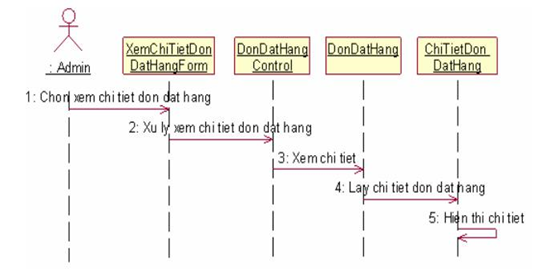 : Admin
XemChiTietDon
DatHangForm
DonDatHang
Control
DonDatHang
ChiTietDon
DatHang
1: Chon xem chi tiet don dat hang
2: Xu ly xem chi tiet don dat hang
3: Xem chi tiet
4: Lay chi tiet don dat hang
5: Hien thi chi tiet